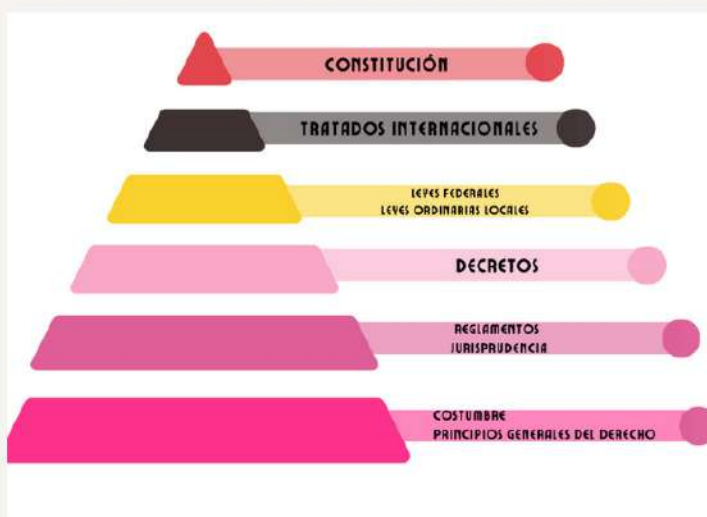 CONSTITUCIÓN
TRATADOS INTERNACIONALES
LEYES FEDERALES
LEYES ORDINARIAS LOCALES
DECRETOS
REGLAMENTOS
JURISPRUDENCIA
COSTUMBRE
PRINCIPIOS GENERALES DEL DERECHO